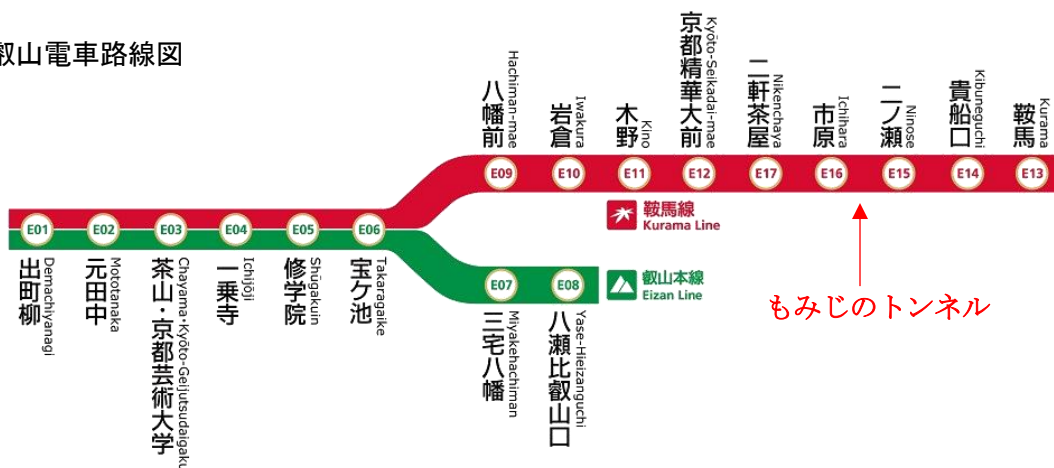 叡山電車路線図
E01
出町柳
Demachiyanagi
E02
元田中
Mototanaka
E03
茶山・京都芸術大学
Chayama・Kyōto-Geijutsudaigaku
E04
一乗寺
Ichijōji
E05
修学院
Shūgakuin
E06
宝ケ池
Takaragaike
E09
八幡前
Hachiman-mae
E10
岩倉
Iwakura
E11
木野
Kino
E12
京都精華大前
Kyōto-Seikadai-mae
E17
二軒茶屋
Nikenchaya
E16
市原
Ichihara
E15
二ノ瀬
Ninose
E14
貴船口
Kibuneguchi
E13
鞍馬
Kurama
鞍馬線
Kurama Line
もみじのトンネル
E07
三宅八幡
Miyakehachiman
E08
八瀬比叡山口
Yase-Hieizanguchi
叡山本線
Eizan Line